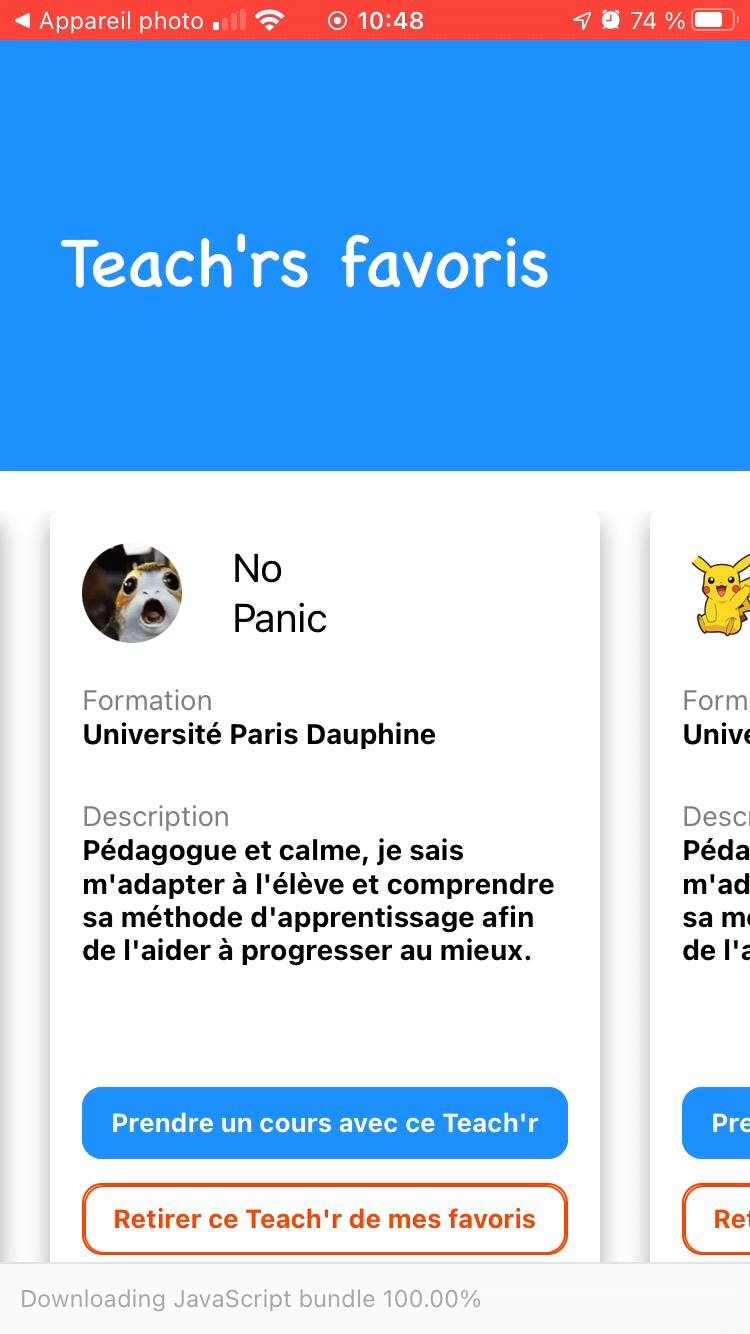 Appareil photo 10:48 74 %
Teach'rs favoris
No
Panic
Formation
Université Paris Dauphine
Description
Pédagogue et calme, je sais
m'adapter à l'élève et comprendre
sa méthode d'apprentissage afin
de l'aider à progresser au mieux.
Prendre un cours avec ce Teach'r
Retirer ce Teach'r de mes favoris
Form
Unive
Desc
Péda
m'ad
sa m
de l'a
Pre
Ret
Downloading JavaScript bundle 100.00%